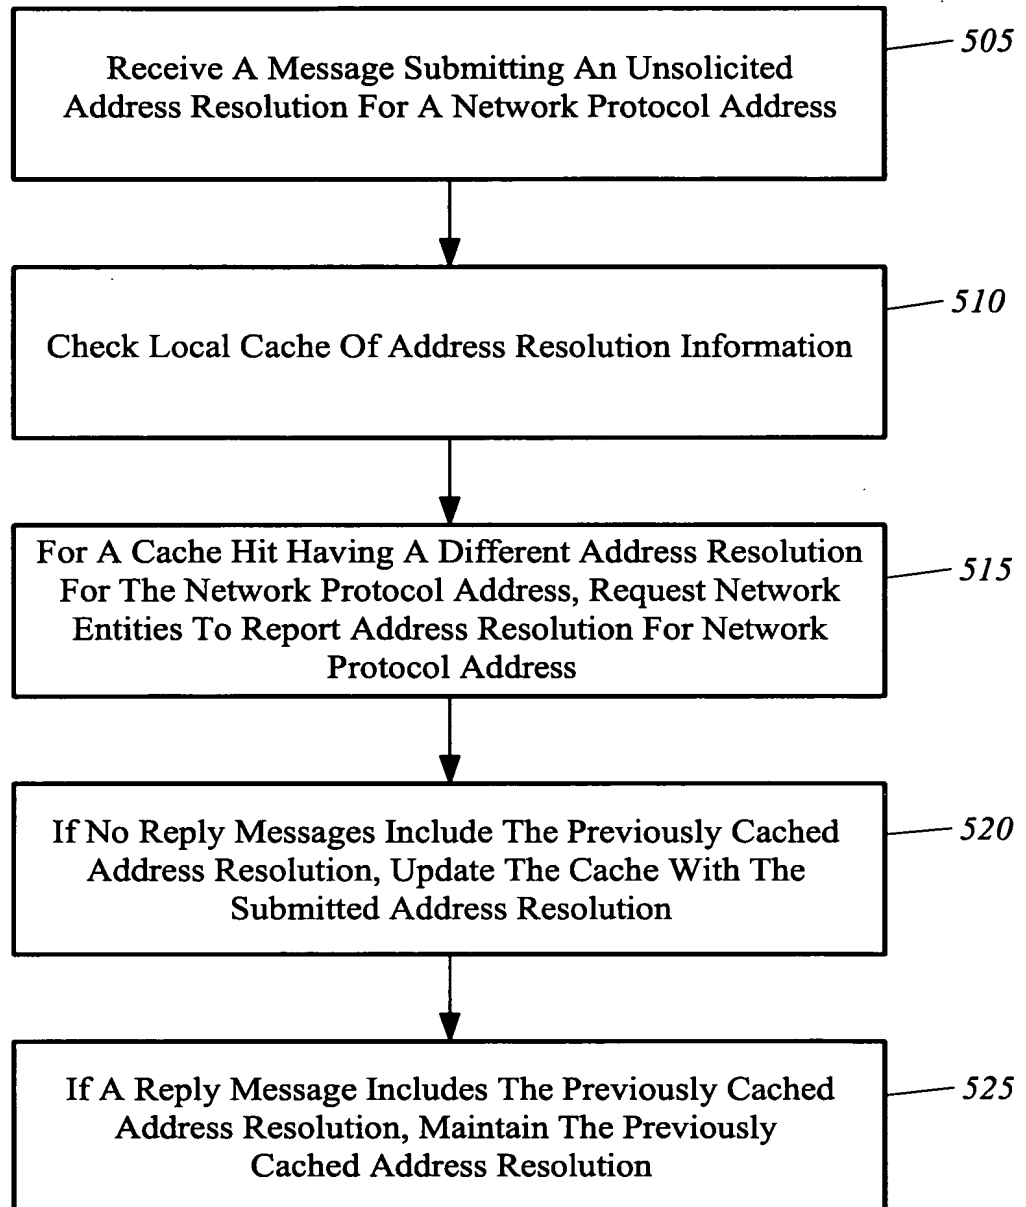 Receive A Message Submitting An Unsolicited
Address Resolution For A Network Protocol Address
505
Check Local Cache Of Address Resolution Information
510
For A Cache Hit Having A Different Address Resolution
For The Network Protocol Address, Request Network
Entities To Report Address Resolution For Network
Protocol Address
515
If No Reply Messages Include The Previously Cached
Address Resolution, Update The Cache With The
Submitted Address Resolution
520
If A Reply Message Includes The Previously Cached
Address Resolution, Maintain The Previously
Cached Address Resolution
525